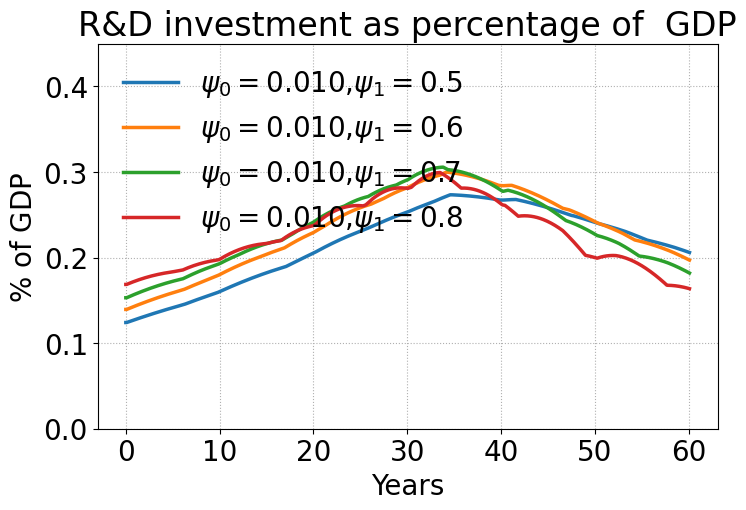 R&D investment as percentage of  GDP
% of GDP
0.4
0.3
0.2
0.1
0.0
ψ₀ = 0.010,ψ₁ = 0.5
ψ₀ = 0.010,ψ₁ = 0.6
ψ₀ = 0.010,ψ₁ = 0.7
ψ₀ = 0.010,ψ₁ = 0.8
0 10 20 30 40 50 60
Years